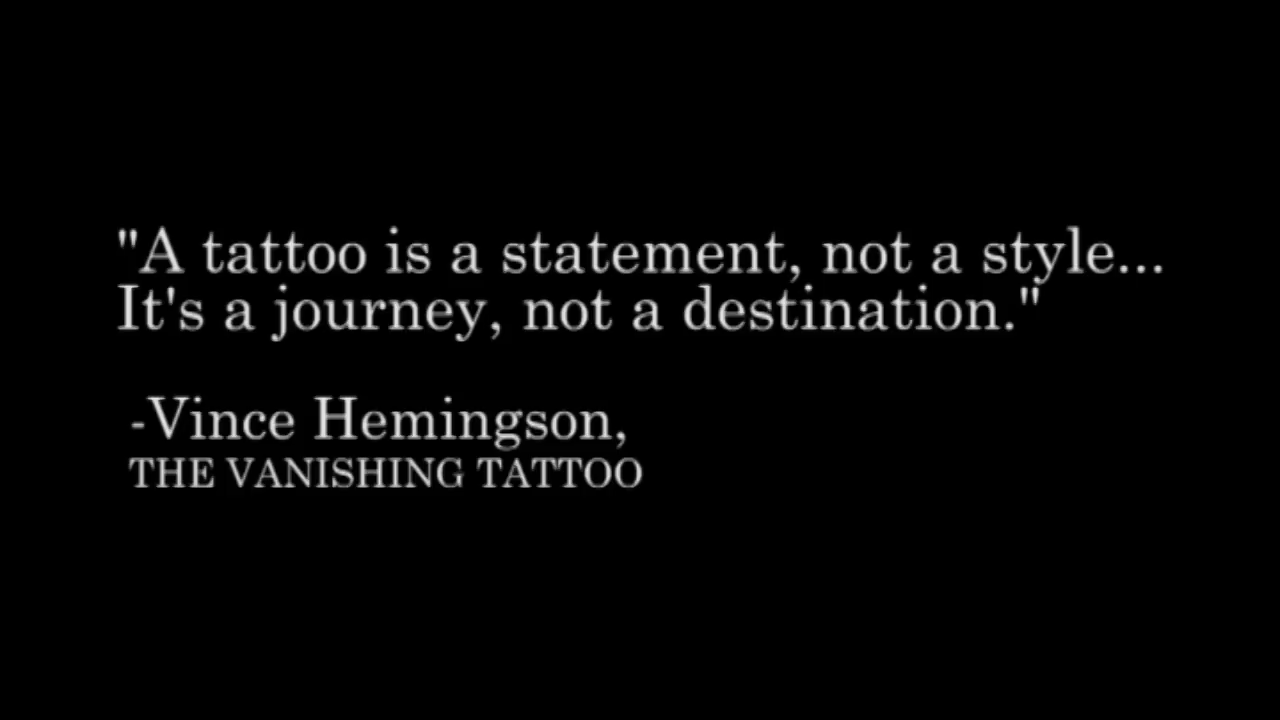 "A tattoo is a statement, not a style...
It's a journey, not a destination."
-Vince Hemingson,
THE VANISHING TATTOO